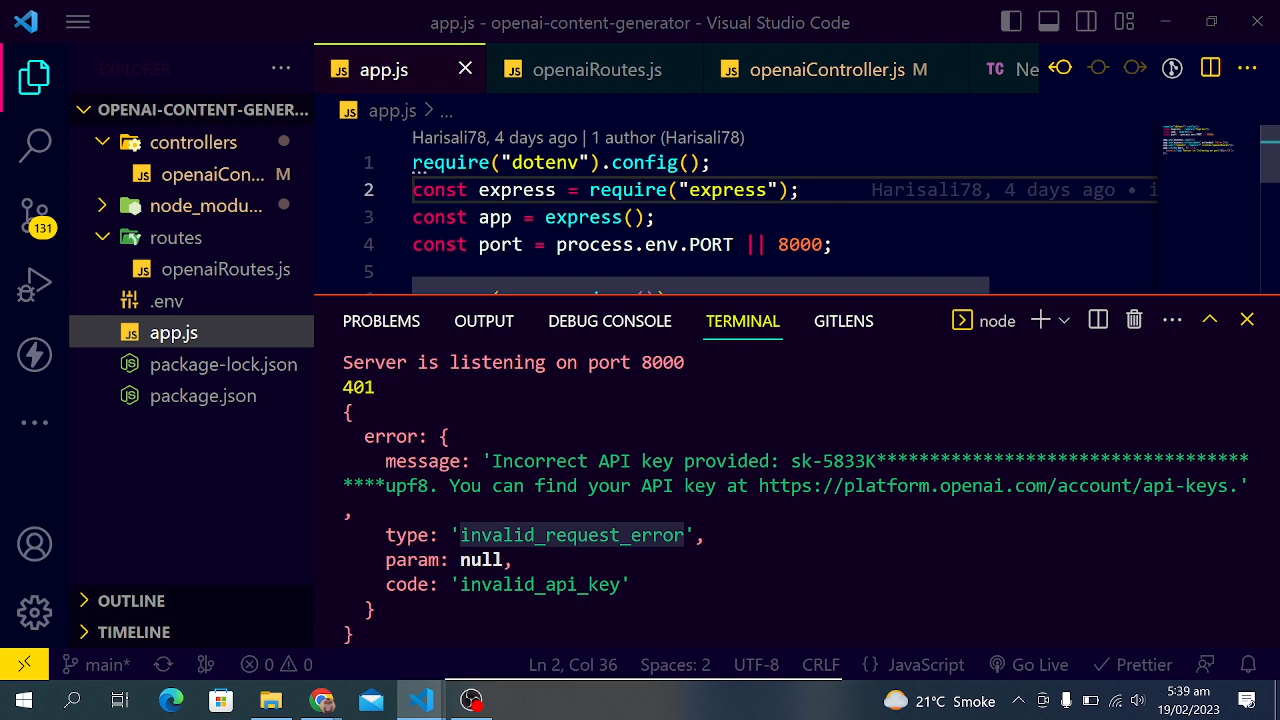 app.js - openai-content-generator - Visual Studio Code
EXPLORER
OPENAI-CONTENT-GENER...
controllers
openaiCon... M
node_modu...
routes
openaiRoutes.js
.env
app.js
package-lock.json
package.json
OUTLINE
TIMELINE
131
app.js openaiRoutes.js openaiController.js M TC Ne
app.js > ...
Harisali78, 4 days ago | 1 author (Harisali78)
1 require("dotenv").config();
2 const express = require("express"); Harisali78, 4 days ago • i
3 const app = express();
4 const port = process.env.PORT || 8000;
5
PROBLEMS OUTPUT DEBUG CONSOLE TERMINAL GITLENS node
Server is listening on port 8000
401
{
error: {
message: 'Incorrect API key provided: sk-5833K***********************************
****upf8. You can find your API key at https://platform.openai.com/account/api-keys.'
,
type: 'invalid_request_error',
param: null,
code: 'invalid_api_key'
}
}
main* 0 0 Ln 2, Col 36 Spaces: 2 UTF-8 CRLF {} JavaScript Go Live Prettier
21°C Smoke 5:39 am
19/02/2023